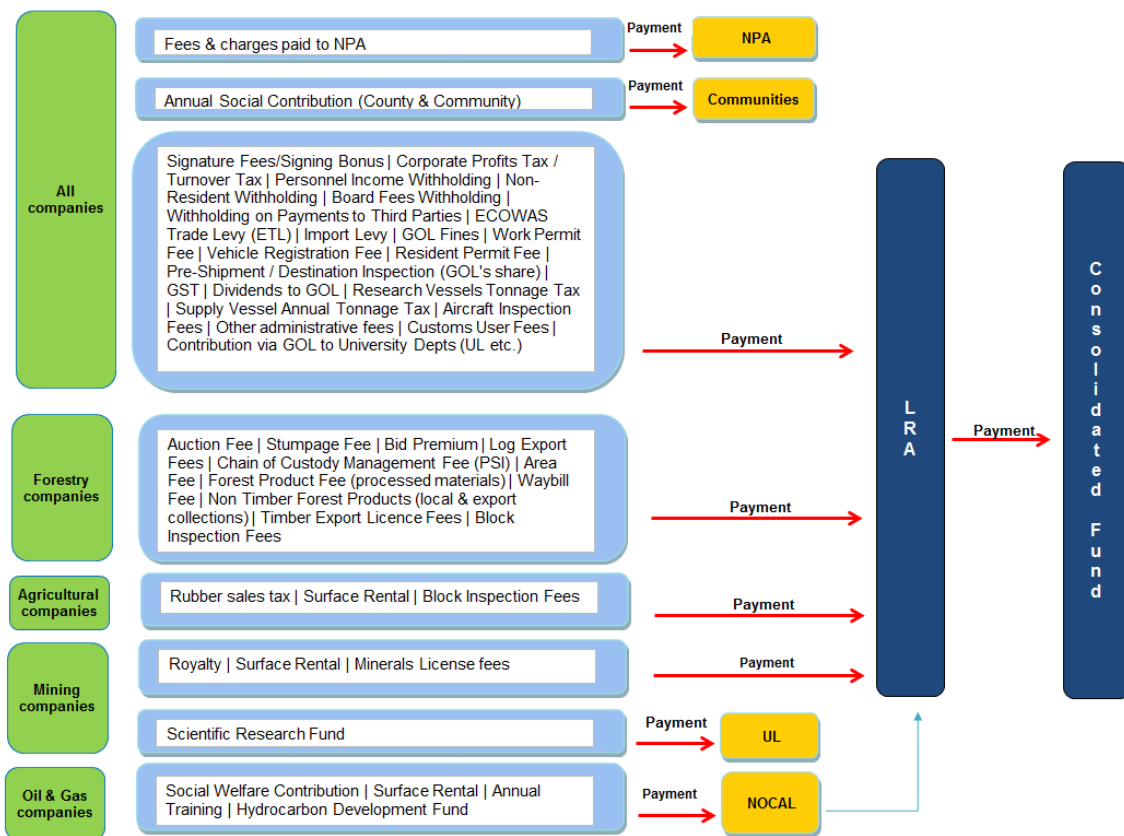 All
companies
Fees & charges paid to NPA
Payment
NPA
Annual Social Contribution (County & Community)
Payment
Communities
Signature Fees/Signing Bonus | Corporate Profits Tax /
Turnover Tax | Personnel Income Withholding | Non-
Resident Withholding | Board Fees Withholding |
Withholding on Payments to Third Parties | ECOWAS
Trade Levy (ETL) | Import Levy | GOL Fines | Work Permit
Fee | Vehicle Registration Fee | Resident Permit Fee |
Pre-Shipment / Destination Inspection (GOL's share) |
GST | Dividends to GOL | Research Vessels Tonnage Tax
| Supply Vessel Annual Tonnage Tax | Aircraft Inspection
Fees | Other administrative fees | Customs User Fees |
Contribution via GOL to University Depts (UL etc.)
Payment
Forestry
companies
Auction Fee | Stumpage Fee | Bid Premium | Log Export
Fees | Chain of Custody Management Fee (PSI) | Area
Fee | Forest Product Fee (processed materials) | Waybill
Fee | Non Timber Forest Products (local & export
collections) | Timber Export Licence Fees | Block
Inspection Fees
Payment
Agricultural
companies
Rubber sales tax | Surface Rental | Block Inspection Fees
Payment
Mining
companies
Royalty | Surface Rental | Minerals License fees
Payment
Scientific Research Fund
Payment
UL
Oil & Gas
companies
Social Welfare Contribution | Surface Rental | Annual
Training | Hydrocarbon Development Fund
Payment
NOCAL
LRA
Payment
Consolidated Fund